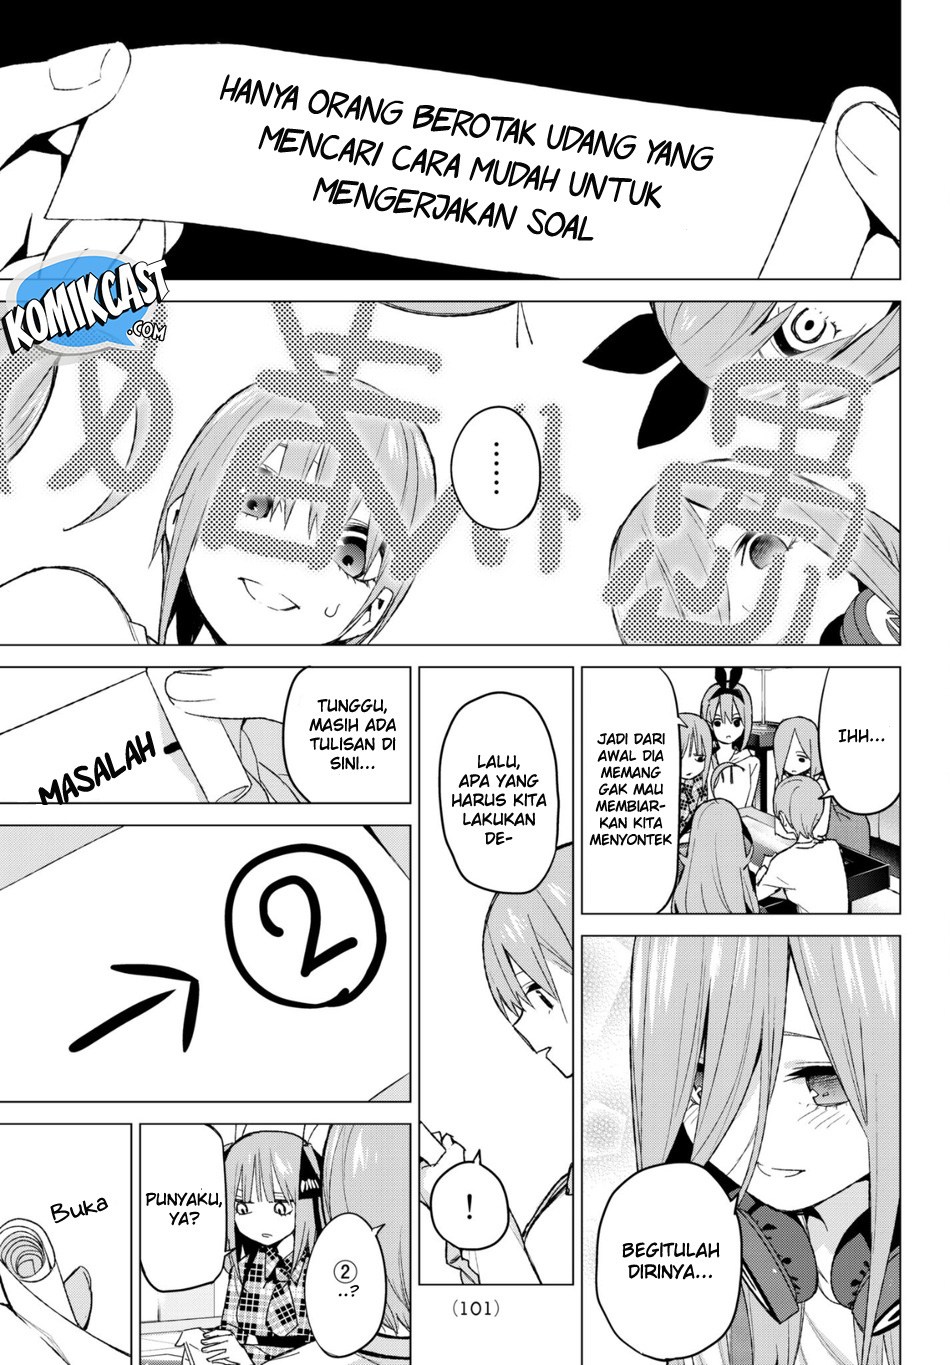 HANYA ORANG BEROTAK UDANG YANG
MENCARI CARA MUDAH UNTUK
MENGERJAKAN SOAL
KOMIKCAST
.COM
.......
IHH...
JADI DARI
AWAL DIA
MEMANG
GAK MAU
MEMBIAR-
KAN KITA
MENYONTEK
BEGITULAH
DIRINYA...
LALU,
APA YANG
HARUS KITA
LAKUKAN
DE-
!
TUNGGU,
MASIH ADA
TULISAN DI
SINI...
MASALAH -
→ ②
②
..?
PUNYAKU,
YA?
Buka
(101)